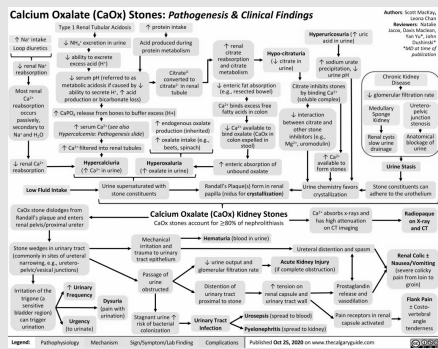 Calcium Oxalate (CaOx) Stones: Pathogenesis & Clinical Findings
Authors: Scott MacKay,
Leora Chan
Reviewers: Natalie
Jacox, Davis Maclean,
Yan Yu*, John
Dushinski*
*MD at time of
publication
↑ Na⁺ intake
Loop diuretics
↓ renal Na⁺
reabsorption
Most renal
Ca²⁺
reabsorption
occurs
passively,
secondary to
Na⁺ and H₂O
↓ renal Ca²⁺
reabsorption
Type 1 Renal Tubular Acidosis
↓ NH₄⁺ excretion in urine
↓ ability to excrete
excess acid (H⁺)
↓ serum pH (referred to as
metabolic acidosis if caused by ↓
ability to secrete H⁺, ↑ acid
production or bicarbonate loss)
↑ CaPO₄ release from bones to buffer excess (H+)
↑ serum Ca²⁺ (see also
Hypercalcemia: Pathogenesis slide)
↑ Ca²⁺ filtered into renal tubules
Hypercalciuria
(↑ Ca²⁺ in urine)
↑ protein intake
Acid produced during
protein metabolism
Citrate³⁻
converted to
citrate²⁻ in renal
tubule
↑ renal
citrate
reabsorption
and citrate
metabolism
Hypo-citraturia
(↓ citrate in
urine)
↑ endogenous oxalate
production (inherited)
↑ oxalate intake (e.g.,
beets, spinach)
Hyperoxaluria
(↑ oxalate in urine)
↓ enteric fat absorption
(e.g., resected bowel)
Ca²⁺ binds excess free
fatty acids in colon
↓ Ca²⁺ available to
bind oxalate (CaOx in
colon expelled in
stool)
↑ enteric absorption of
unbound oxalate
Hyperuricosuria (↑ uric
acid in urine)
↑ sodium urate
precipitation, ↓
urine pH
Citrate inhibits stones
by binding Ca²⁺
(soluble complex)
↓ Interaction
between citrate and
other stone
inhibitors (e.g.,
Mg²⁺, uromodulin)
↑ Ca²⁺
available to
form stones
Chronic Kidney
Disease
↓ glomerular filtration rate
Medullary
Sponge
Kidney
Uretero-
pelvic
junction
stenosis
Renal cysts
slow urine
drainage
Anatomical
blockage of
urine
Urine Stasis
Low Fluid Intake
Urine supersaturated with
stone constituents
Randall's Plaque(s) form in renal
papilla (nidus for crystallization)
Urine chemistry favors
crystallization
Stone constituents can
adhere to the urothelium
Calcium Oxalate (CaOx) Kidney Stones
CaOx stones account for ≥80% of nephrolithiasis
CaOx stone dislodges from
Randall's plaque and enters
renal pelvis/proximal ureter
Ca²⁺ absorbs x-rays and
has high attenuation
on CT imaging
Radiopaque
on X-ray
and CT
Stone wedges in urinary tract
(commonly in sites of ureteral
narrowing, e.g., uretero-
pelvic/vesical junctions)
Mechanical
irritation and
trauma to urinary
tract epithelium
Hematuria (blood in urine)
Ureteral distention and spasm
Passage of
urine
obstructed
↓ urine output and
glomerular filtration rate
Acute Kidney Injury
(if complete obstruction)
Distention of
urinary tract
proximal to stone
↑ tension on
renal capsule and
urinary tract wall
Prostaglandin
release and
vasodilation
Renal Colic ±
Nausea/Vomiting
(severe colicky
pain from loin to
groin)
Irritation of the
trigone (a
sensitive
bladder region)
can trigger
urination
↑ Urinary
Frequency
Urgency
(to urinate)
Dysuria
(pain with
urination)
Stagnant urine ↑
risk of bacterial
colonization
Urinary Tract
Infection
Urosepsis (spread to blood)
Pyelonephritis (spread to kidney)
Pain receptors in renal
capsule activated
Flank Pain
± Costo-
vertebral
angle
tenderness
Legend: Pathophysiology Mechanism Sign/Symptom/Lab Finding Complications Published Oct 25, 2020 on www.thecalgaryguide.com